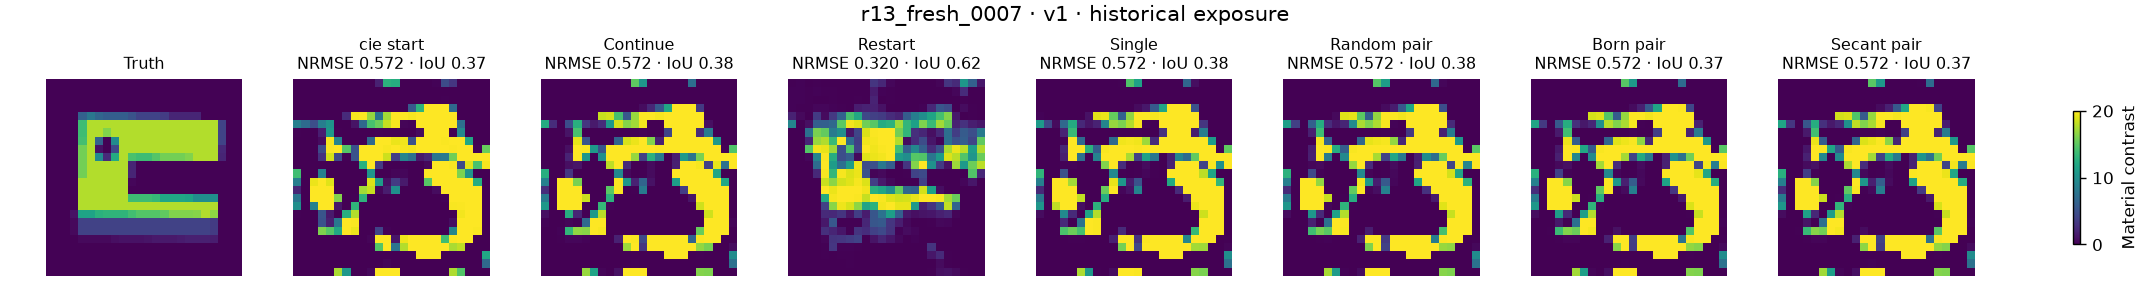 r13_fresh_0007 · v1 · historical exposure
Truth
cie start
NRMSE 0.572 · IoU 0.37
Continue
NRMSE 0.572 · IoU 0.38
Restart
NRMSE 0.320 · IoU 0.62
Single
NRMSE 0.572 · IoU 0.38
Random pair
NRMSE 0.572 · IoU 0.38
Born pair
NRMSE 0.572 · IoU 0.37
Secant pair
NRMSE 0.572 · IoU 0.37
20
10
0
Material contrast